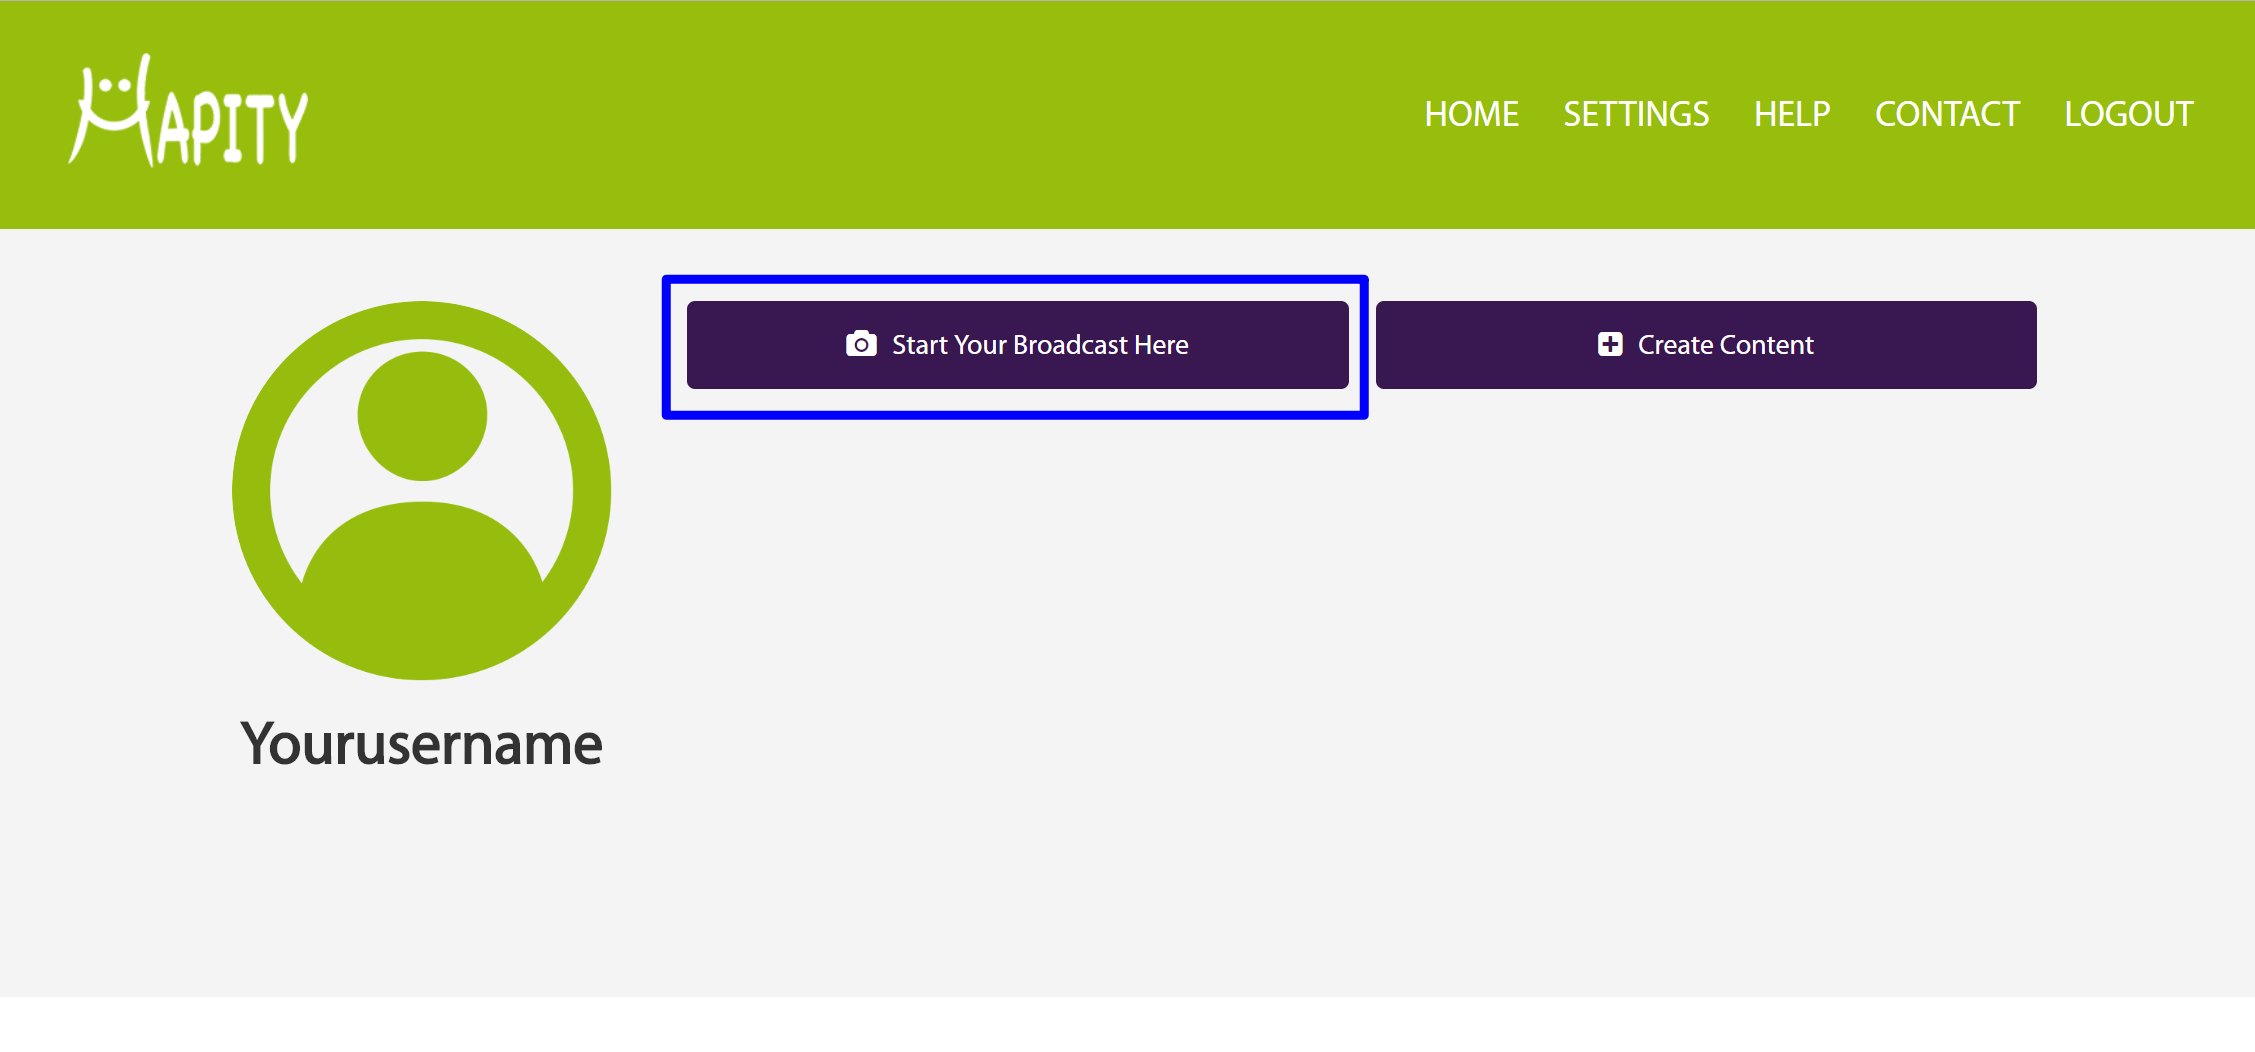 HAPITY
HOME SETTINGS HELP CONTACT LOGOUT
Start Your Broadcast Here
Create Content
Yourusername